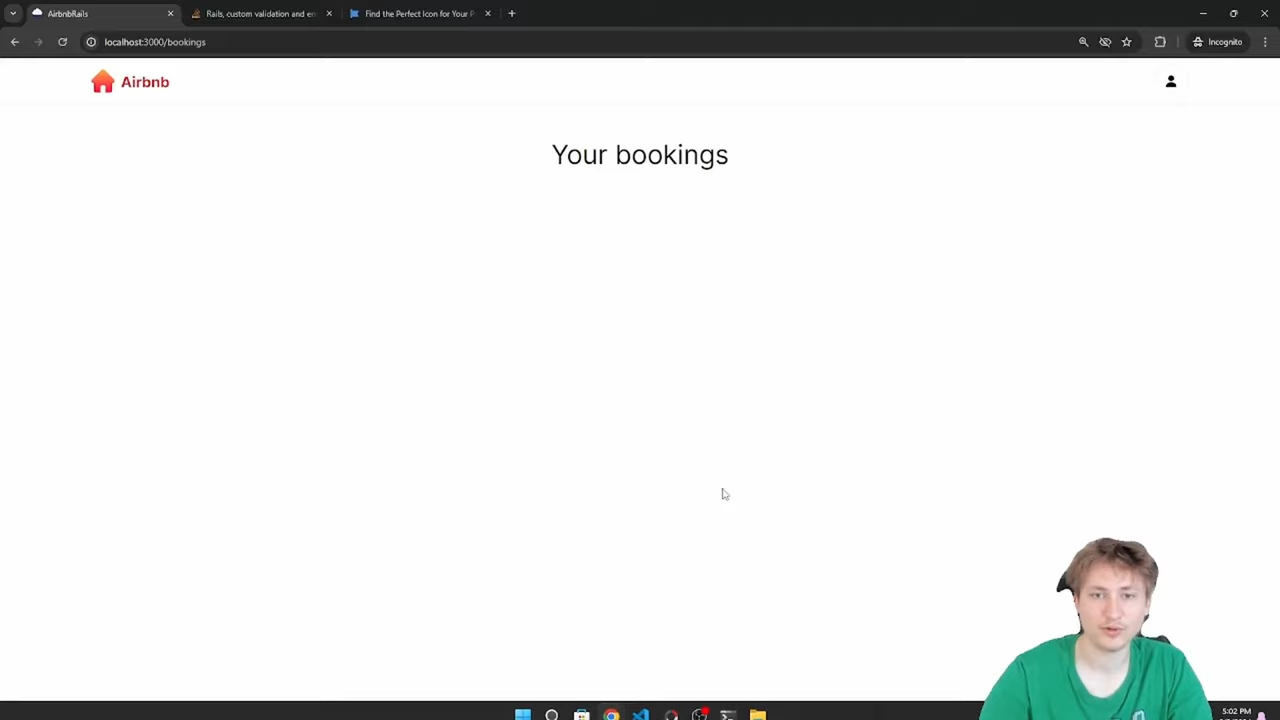 AirbnbRails
Rails, custom validation and en
Find the Perfect Icon for Your P
localhost:3000/bookings
Incognito
Airbnb
Your bookings
5:02 PM